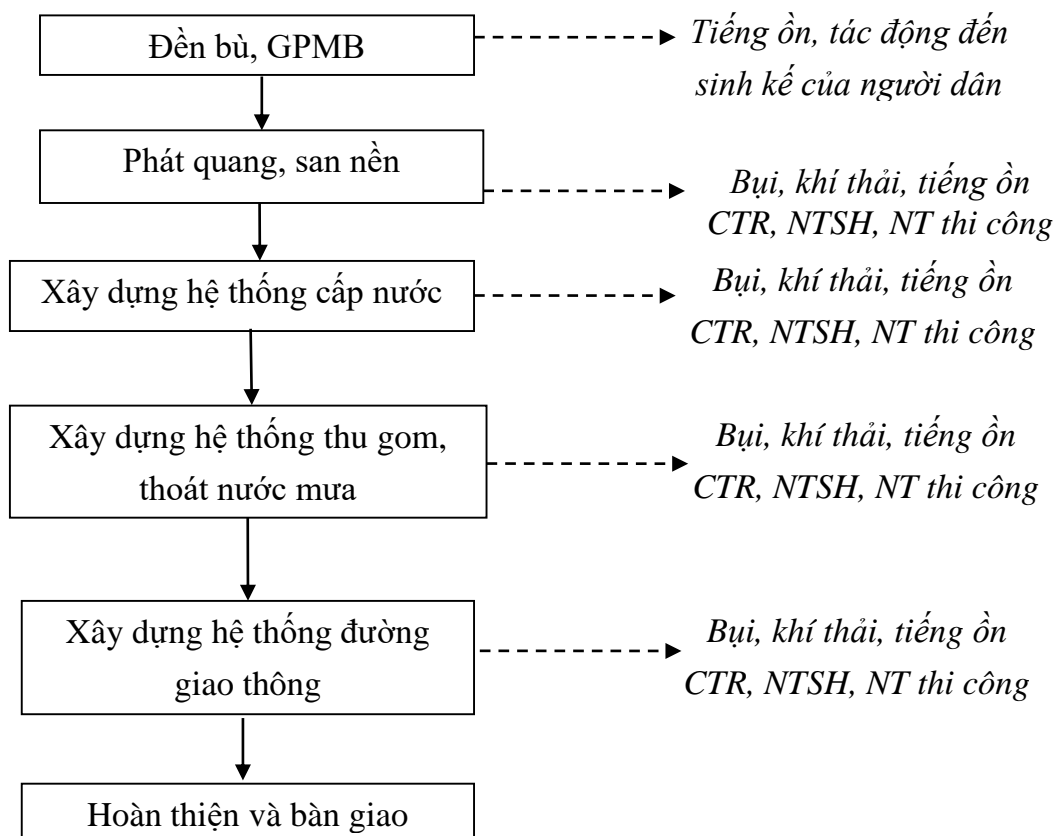 Đền bù, GPMB
Tiếng ồn, tác động đến
sinh kế của người dân
Phát quang, san nền
Bụi, khí thải, tiếng ồn
CTR, NTSH, NT thi công
Xây dựng hệ thống cấp nước
Bụi, khí thải, tiếng ồn
CTR, NTSH, NT thi công
Xây dựng hệ thống thu gom,
thoát nước mưa
Bụi, khí thải, tiếng ồn
CTR, NTSH, NT thi công
Xây dựng hệ thống đường
giao thông
Bụi, khí thải, tiếng ồn
CTR, NTSH, NT thi công
Hoàn thiện và bàn giao